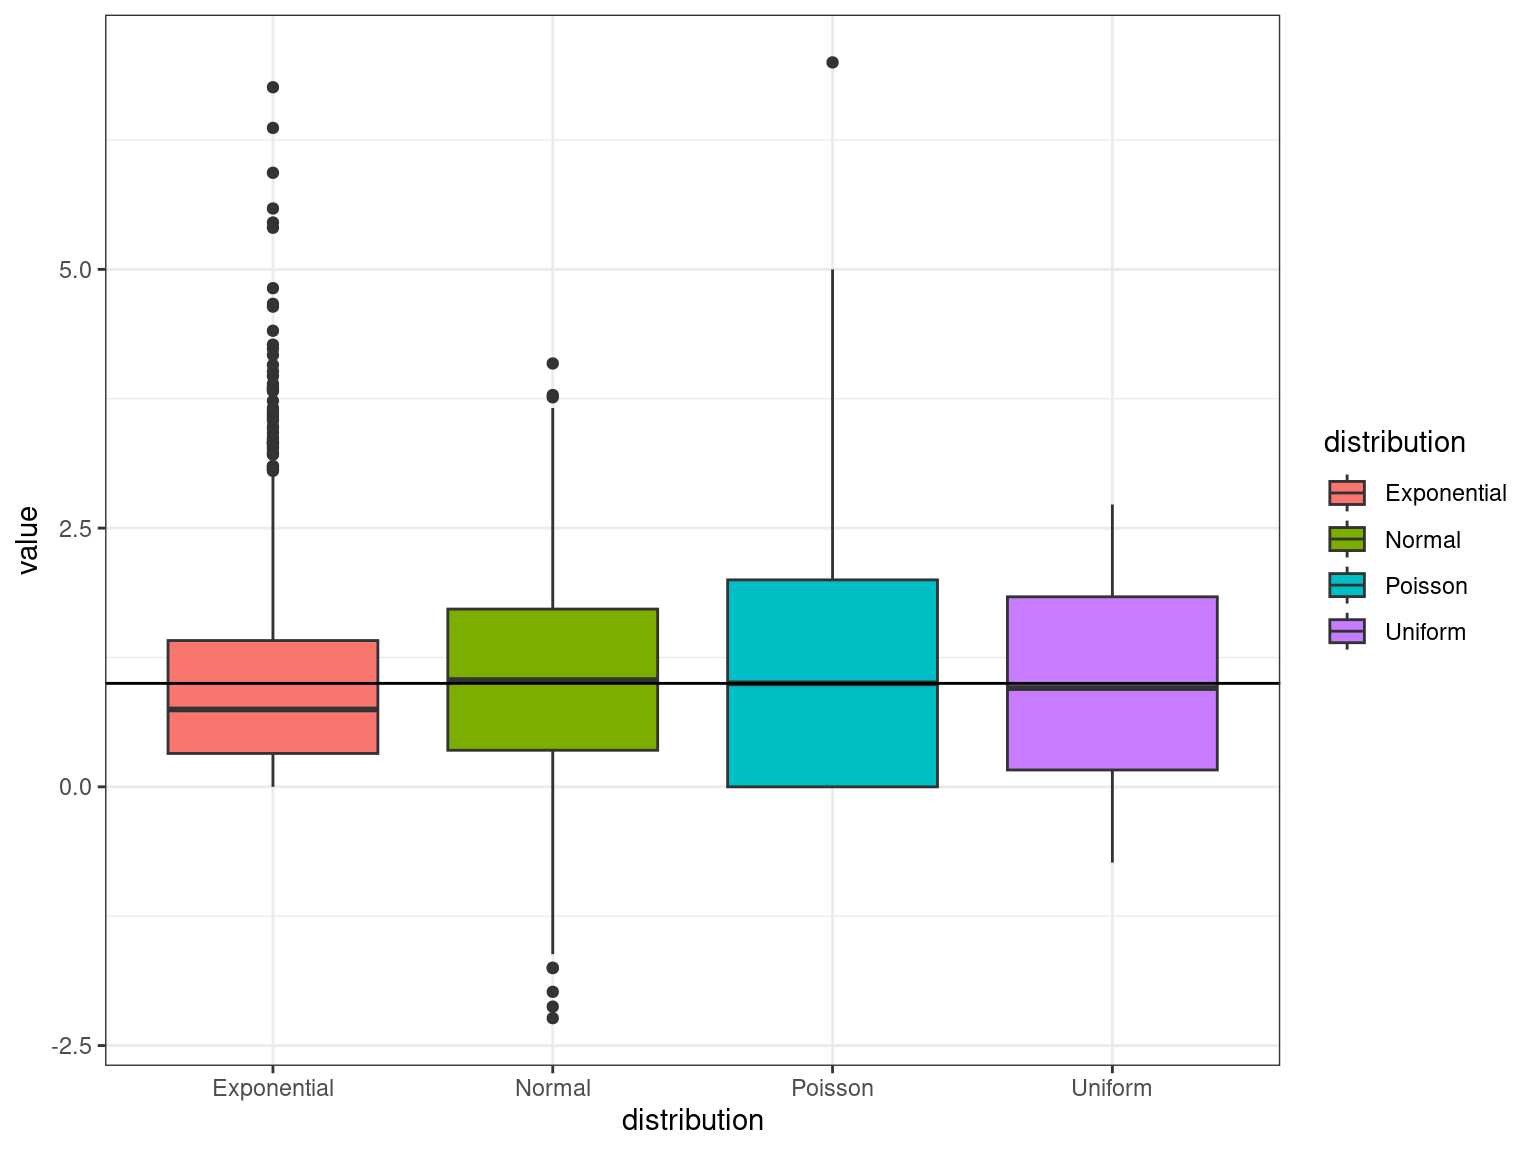 value
5.0
2.5
0.0
-2.5
Exponential Normal Poisson Uniform
distribution
distribution
Exponential
Normal
Poisson
Uniform